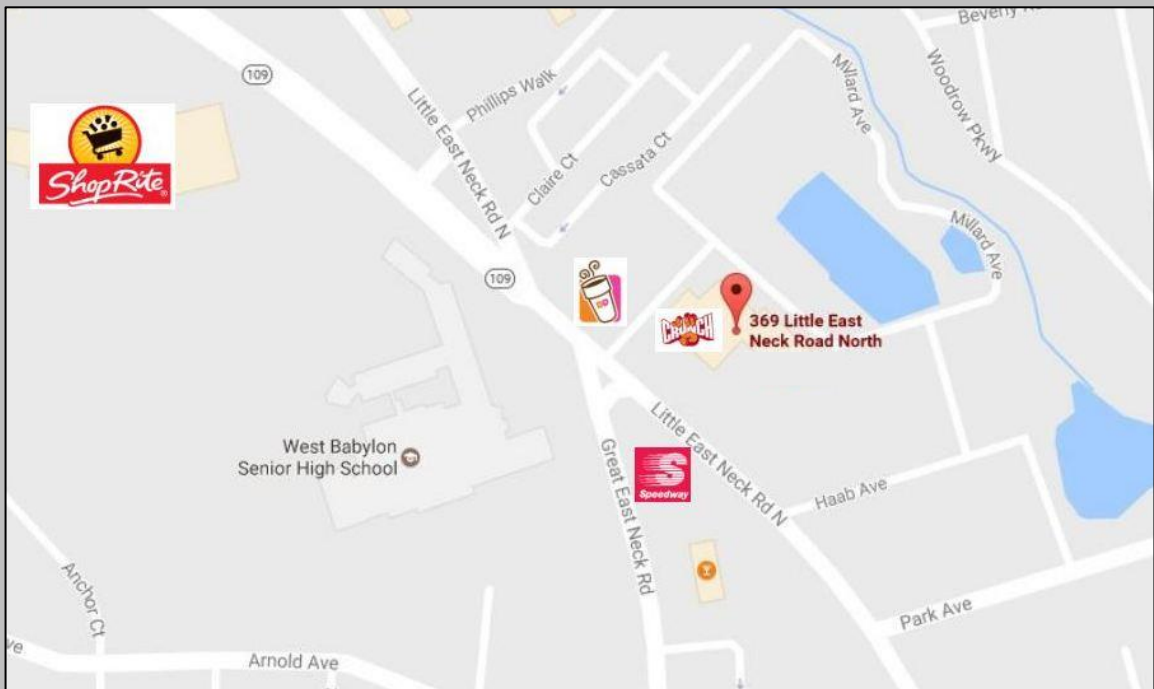 Beverly
109
Phillips Walk
Little East Neck Rd N
Millard Ave
Woodrow Pkwy
ShopRite
Claire Ct
Cassata Ct
Millard Ave
109
DD
CRUNCH
369 Little East
Neck Road North
West Babylon
Senior High School
Great East Neck Rd
Little East Neck Rd N
S
Speedway
Haab Ave
Anchor Ct
Park Ave
ve
Arnold Ave